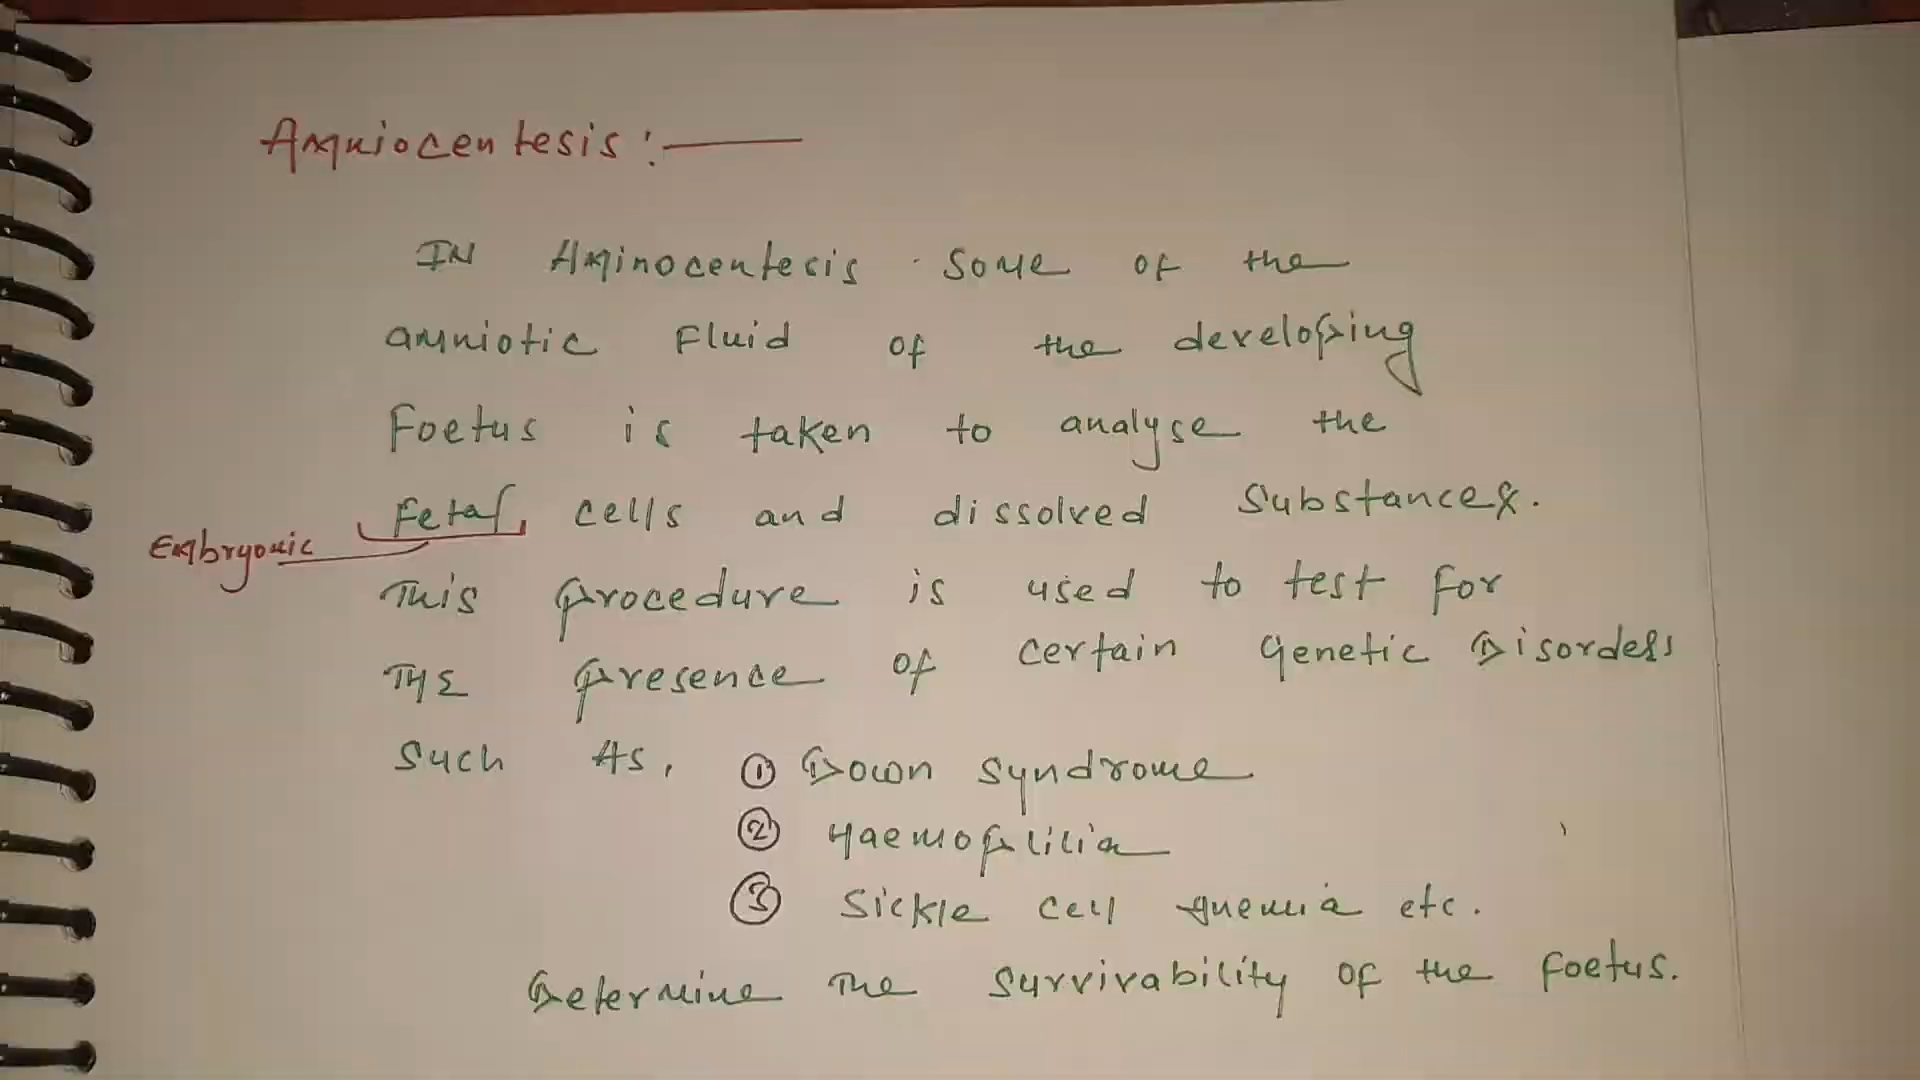 Amniocentesis :—
IN Aminocentesis some of the
amniotic Fluid of the developing
Foetus is taken to analyse the
Fetal cells and dissolved Substances.
Embryonic
This procedure is used to test for
THE presence of certain Genetic Disorders
Such As, ① Down syndrome
② Haemophilia
③ Sickle cell anemia etc.
Determine The Survivability of the foetus.